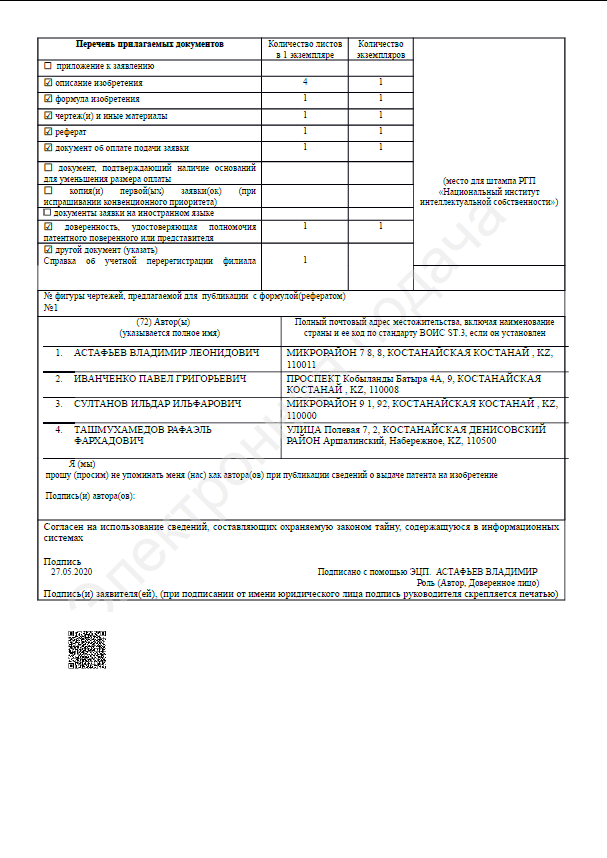 Перечень прилагаемых документов
Количество листов
в 1 экземпляре
Количество
экземпляров
приложение к заявлению
☑ описание изобретения 4 1
☑ формула изобретения 1 1
☑ чертеж(и) и иные материалы 1 1
☑ реферат 1 1
☑ документ об оплате подачи заявки 1 1
☐ документ, подтверждающий наличие оснований
для уменьшения размера оплаты
☐ копия(и) первой(ых) заявки(ок) (при
испрашивании конвенционного приоритета)
☐ документы заявки на иностранном языке
☑ доверенность, удостоверяющая полномочия 1 1
патентного поверенного или представителя
☑ другой документ (указать)
Справка об учетной перерегистрации филиала 1
(место для штампа РГП
«Национальный институт
интеллектуальной собственности»)
№ фигуры чертежей, предлагаемой для публикации с формулой(рефератом)
№1
(72) Автор(ы)
(указывается полное имя)
Полный почтовый адрес местожительства, включая наименование
страны и ее код по стандарту ВОИС ST.3, если он установлен
1. АСТАФЬЕВ ВЛАДИМИР ЛЕОНИДОВИЧ
МИКРОРАЙОН 7 8, 8, КОСТАНАЙСКАЯ КОСТАНАЙ , KZ,
110011
2. ИВАНЧЕНКО ПАВЕЛ ГРИГОРЬЕВИЧ
ПРОСПЕКТ Кобыланды Батыра 4А, 9, КОСТАНАЙСКАЯ
КОСТАНАЙ , KZ, 110008
3. СУЛТАНОВ ИЛЬДАР ИЛЬФАРОВИЧ
МИКРОРАЙОН 9 1, 92, КОСТАНАЙСКАЯ КОСТАНАЙ , KZ,
110000
4. ТАШМУХАМЕДОВ РАФАЭЛЬ
ФАРХАДОВИЧ
УЛИЦА Полевая 7, 2, КОСТАНАЙСКАЯ ДЕНИСОВСКИЙ
РАЙОН Аршалинский, Набережное, KZ, 110500
Я (мы)
прошу (просим) не упоминать меня (нас) как автора(ов) при публикации сведений о выдаче патента на изобретение
Подпись(и) автора(ов):
Согласен на использование сведений, составляющих охраняемую законом тайну, содержащуюся в информационных
системах
Подпись
27.05.2020 Подписано с помощью ЭЦП. АСТАФЬЕВ ВЛАДИМИР
Роль (Автор, Доверенное лицо)
Подпись(и) заявителя(ей), (при подписании от имени юридического лица подпись руководителя скрепляется печатью)
Электронная подача